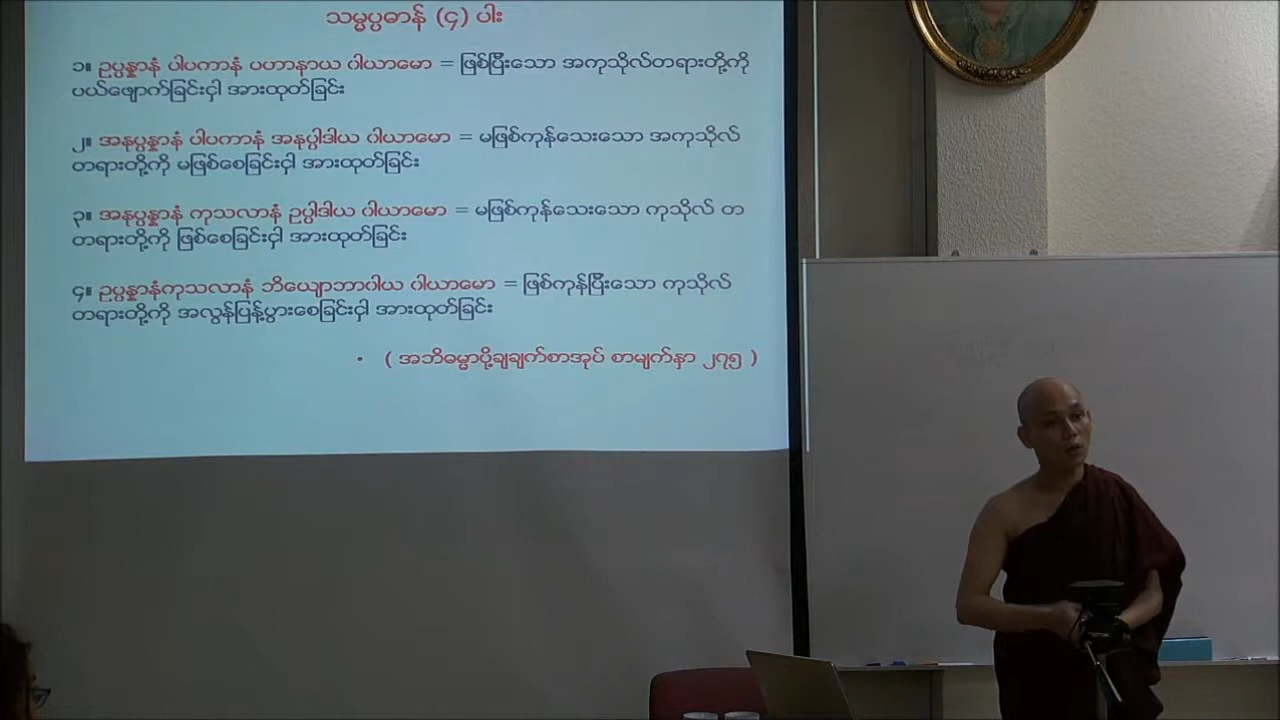 သမ္မပ္ပဓာန် (၄) ပါး
၁။ ဥပ္ပန္နာနံ ပါပကာနံ ပဟာနာယ ဝါယာမော = ဖြစ်ပြီးသော အကုသိုလ်တရားတို့ကို
ပယ်ဖျောက်ခြင်းငှါ အားထုတ်ခြင်း
၂။ အနုပ္ပန္နာနံ ပါပကာနံ အနုပ္ပါဒါယ ဝါယာမော = မဖြစ်ကုန်သေးသော အကုသိုလ်
တရားတို့ကို မဖြစ်စေခြင်းငှါ အားထုတ်ခြင်း
၃။ အနုပ္ပန္နာနံ ကုသလာနံ ဥပ္ပါဒါယ ဝါယာမော = မဖြစ်ကုန်သေးသော ကုသိုလ် တ
တရားတို့ကို ဖြစ်စေခြင်းငှါ အားထုတ်ခြင်း
၄။ ဥပ္ပန္နာနံကုသလာနံ ဘိယျောဘာဝါယ ဝါယာမော = ဖြစ်ကုန်ပြီးသော ကုသိုလ်
တရားတို့ကို အလွန်ပြန့်ပွားစေခြင်းငှါ အားထုတ်ခြင်း
• ( အဘိဓမ္မာပို့ချချက်စာအုပ် စာမျက်နှာ ၂၇၅ )